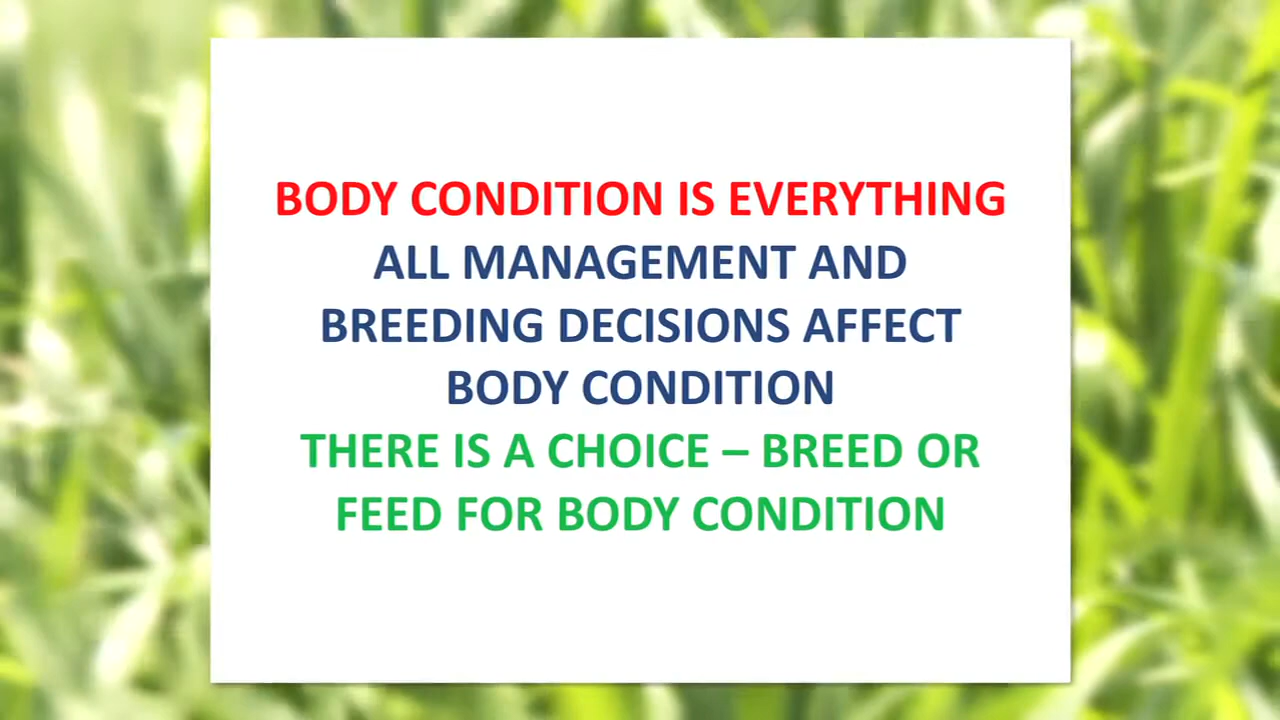 BODY CONDITION IS EVERYTHING
ALL MANAGEMENT AND
BREEDING DECISIONS AFFECT
BODY CONDITION
THERE IS A CHOICE – BREED OR
FEED FOR BODY CONDITION